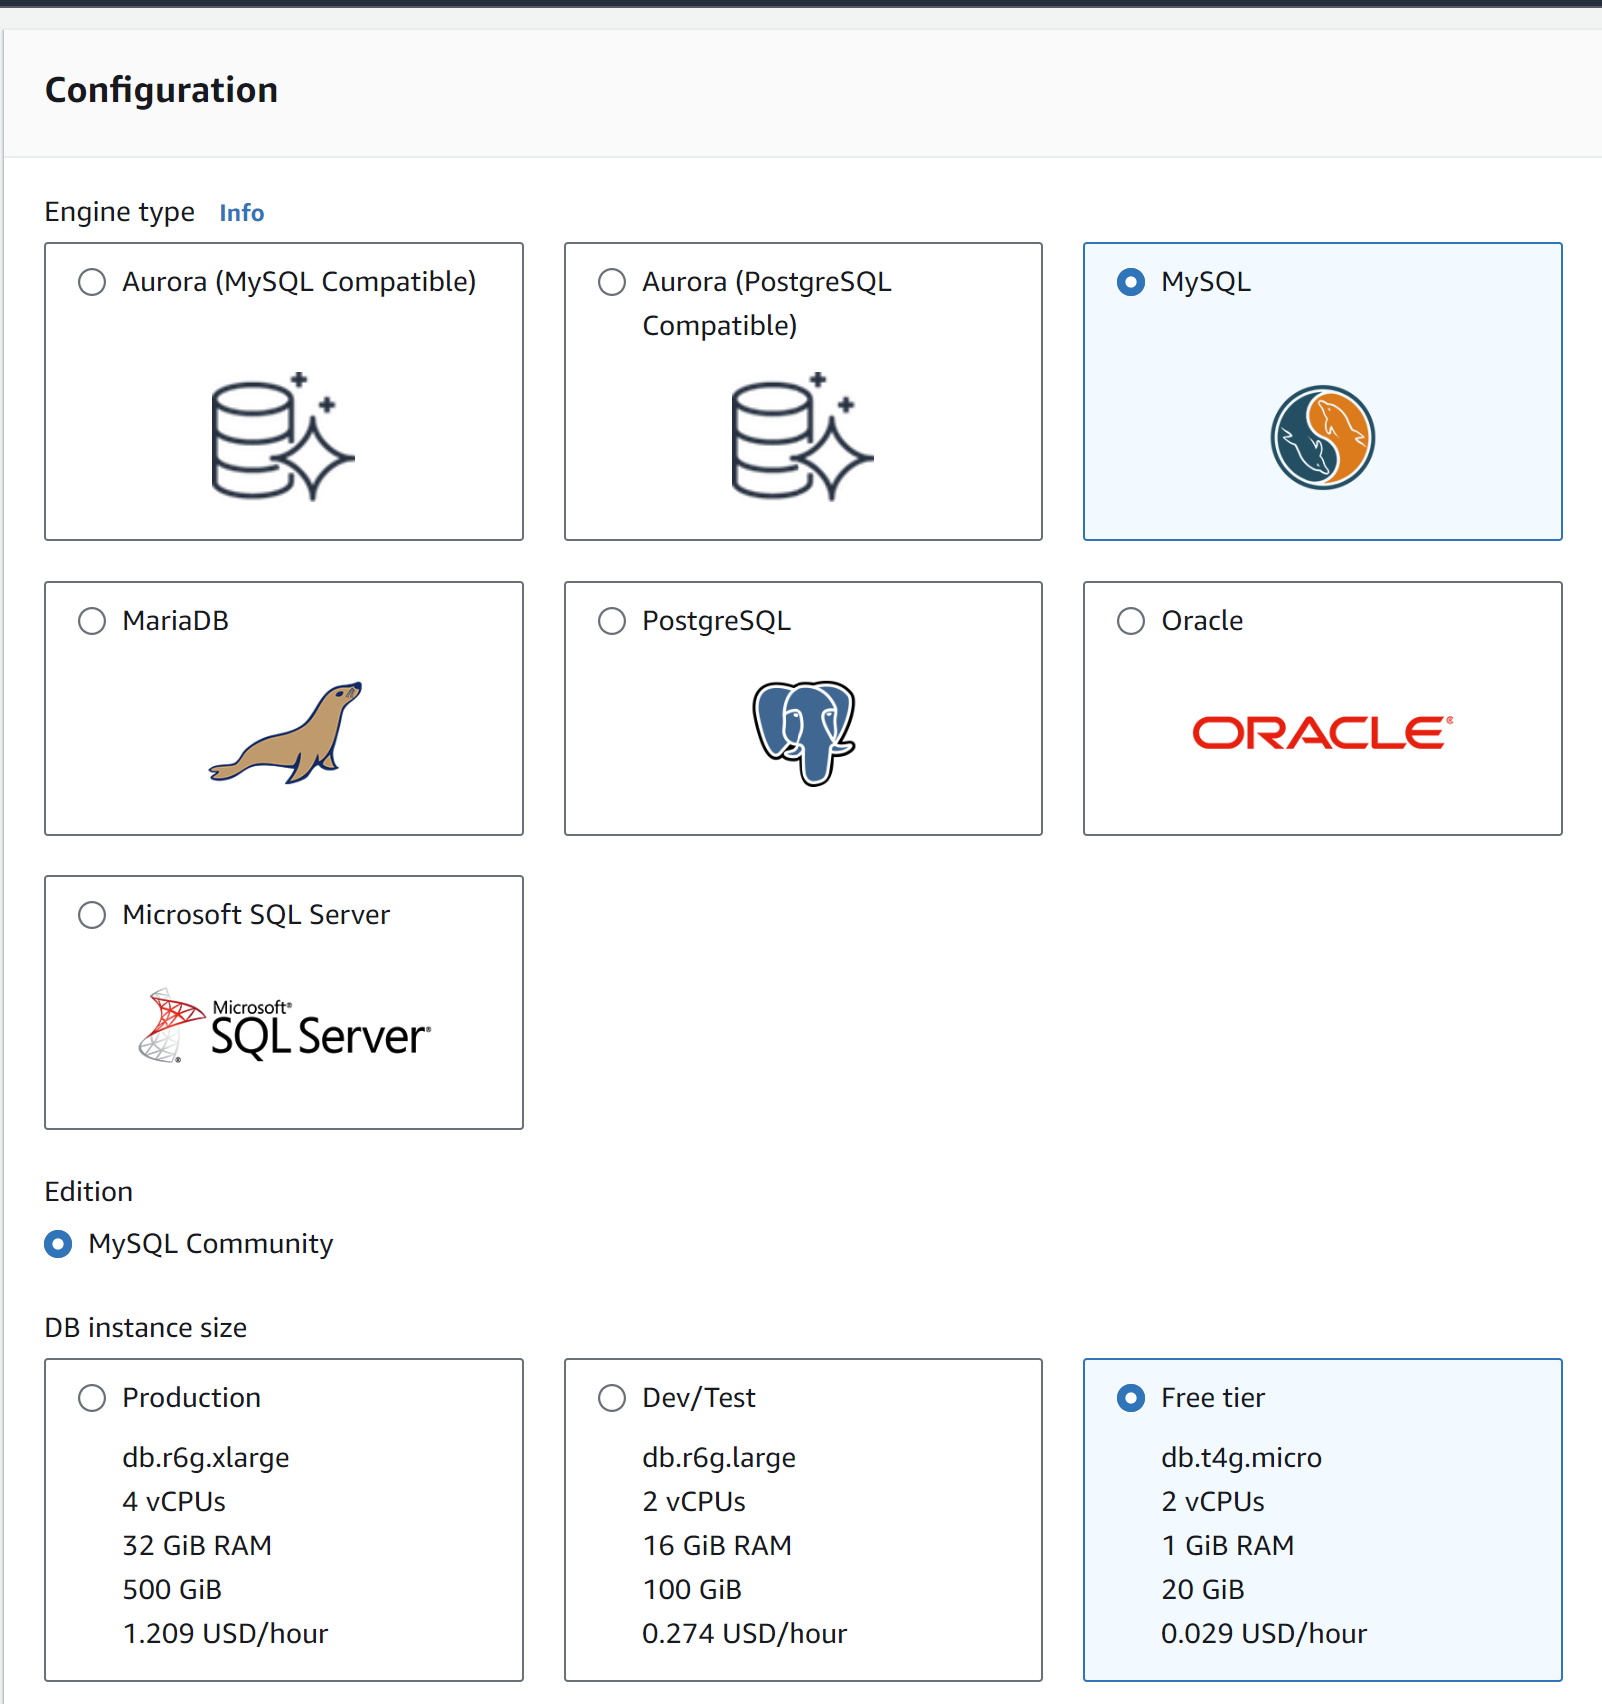 Configuration
Engine type Info
Aurora (MySQL Compatible)
Aurora (PostgreSQL
Compatible)
MySQL
MariaDB
PostgreSQL
Oracle
ORACLE
Microsoft SQL Server
Microsoft®
SQL Server®
Edition
MySQL Community
DB instance size
Production
db.r6g.xlarge
4 vCPUs
32 GiB RAM
500 GiB
1.209 USD/hour
Dev/Test
db.r6g.large
2 vCPUs
16 GiB RAM
100 GiB
0.274 USD/hour
Free tier
db.t4g.micro
2 vCPUs
1 GiB RAM
20 GiB
0.029 USD/hour